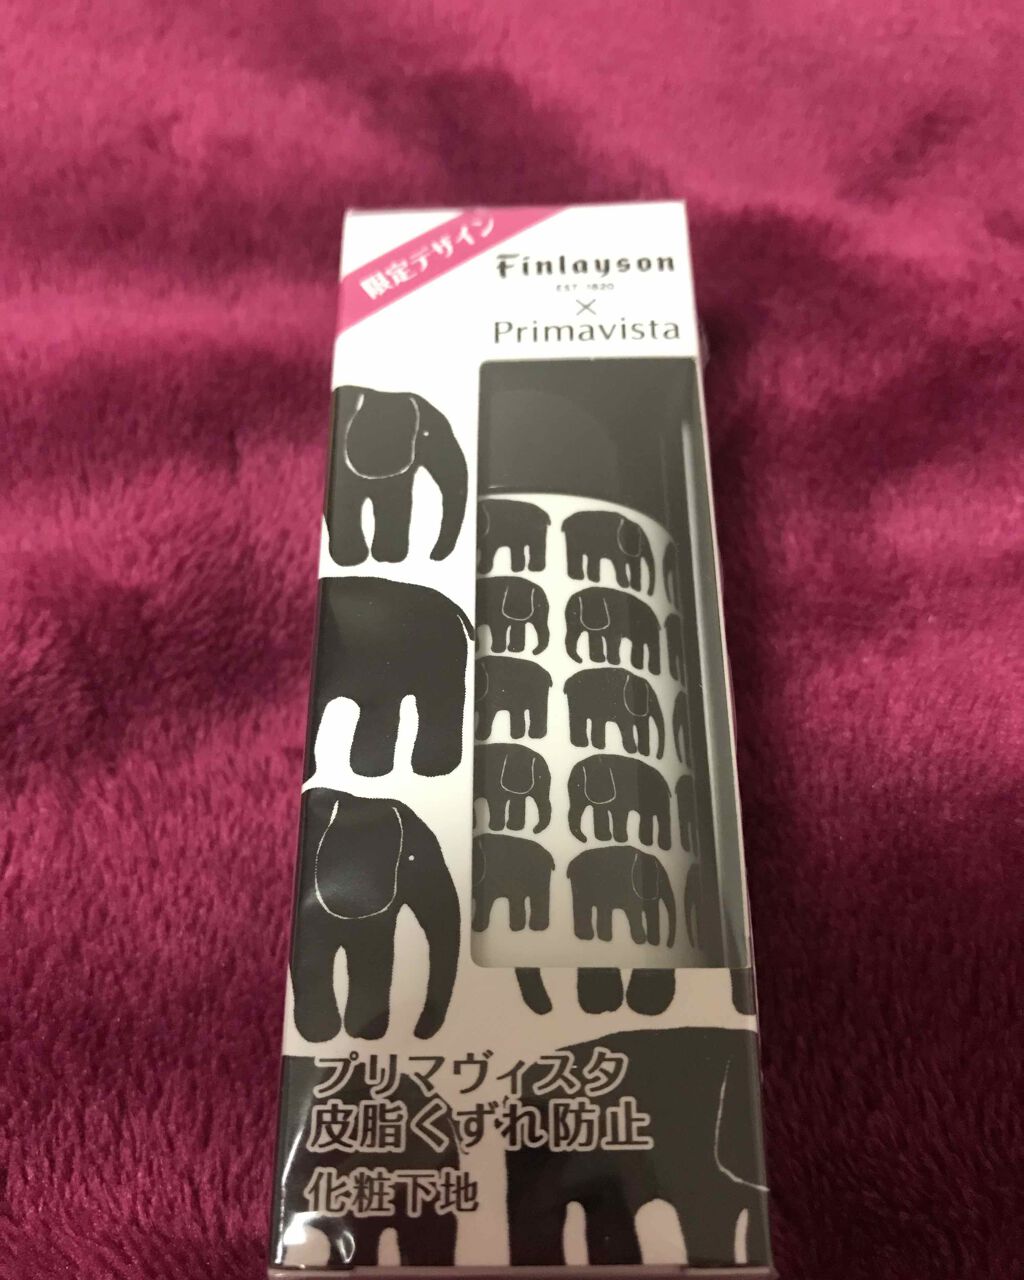 限定デザイン
Finlayson
EST. 1820
×
Primavista
プリマヴィスタ
皮脂くずれ防止
化粧下地